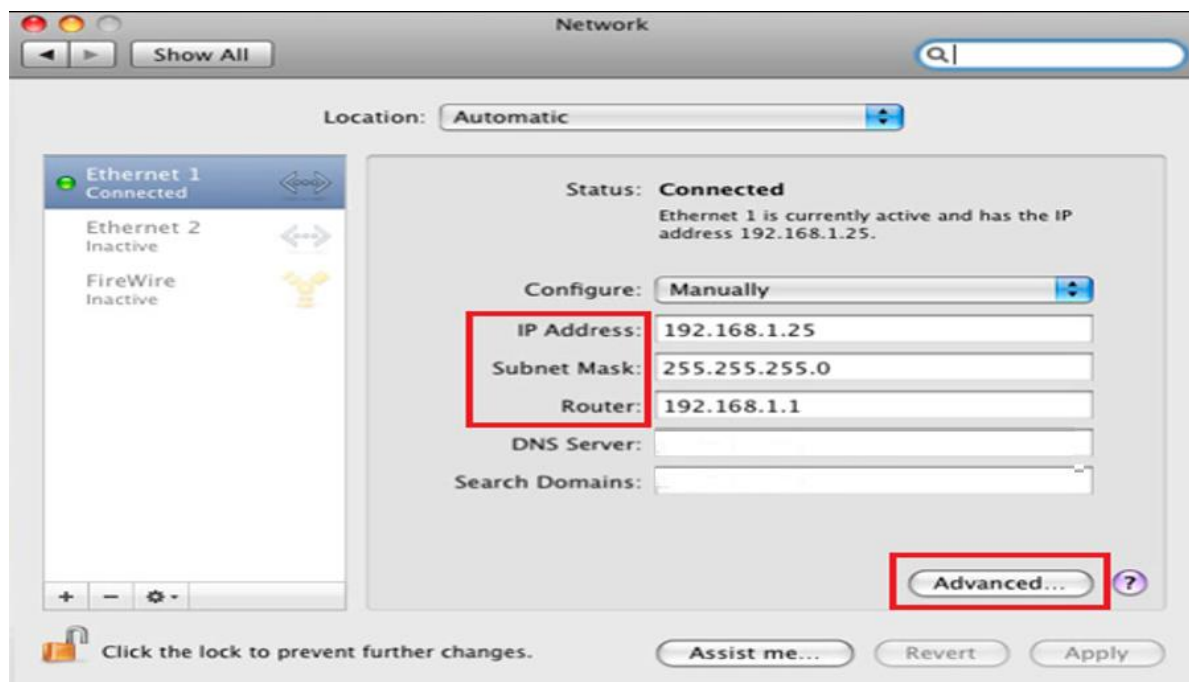 Network
Show All
Location: Automatic
Ethernet 1
Connected
Ethernet 2
Inactive
FireWire
Inactive
Status: Connected
Ethernet 1 is currently active and has the IP
address 192.168.1.25.
Configure: Manually
IP Address: 192.168.1.25
Subnet Mask: 255.255.255.0
Router: 192.168.1.1
DNS Server:
Search Domains:
Advanced... ?
Click the lock to prevent further changes.
Assist me... Revert Apply